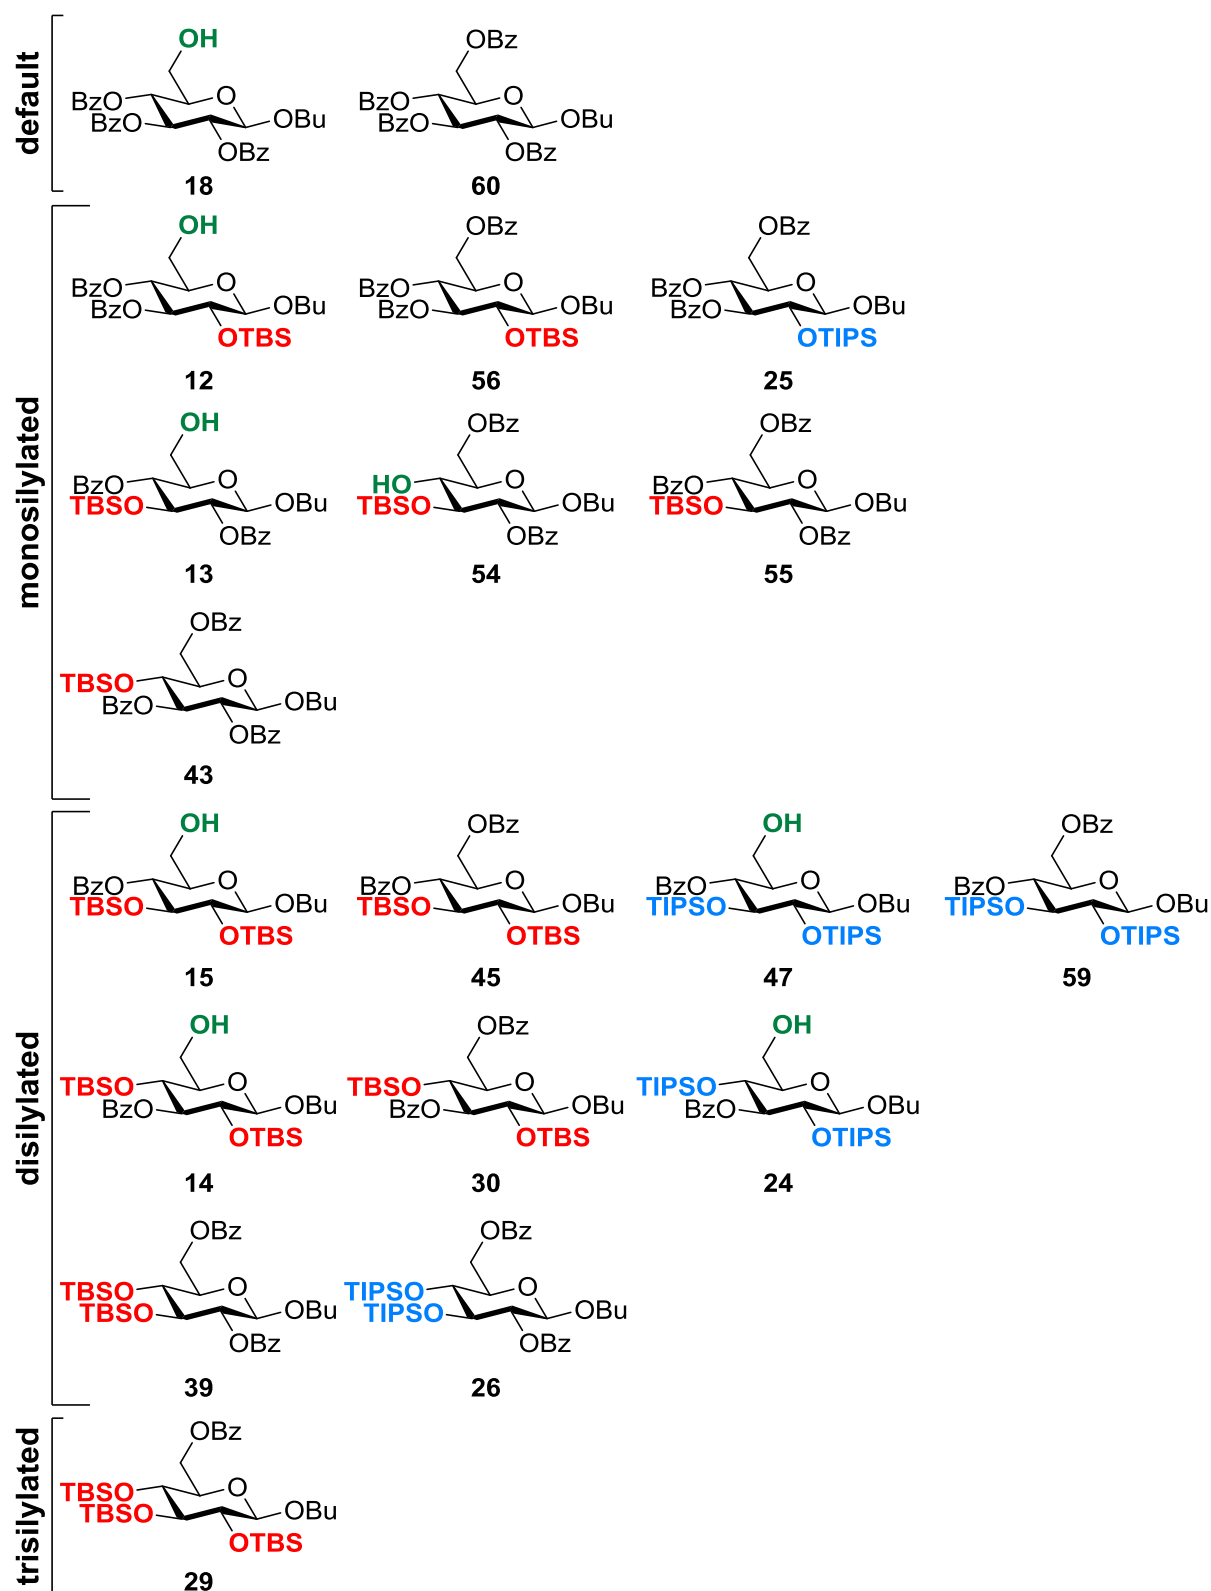 default
OH
BzO
BzO
O
OBu
OBz
18
OBz
BzO
BzO
O
OBu
OBz
60
monosilylated
OH
BzO
BzO
O
OBu
OTBS
12
OBz
BzO
BzO
O
OBu
OTBS
56
OBz
BzO
BzO
O
OBu
OTIPS
25
OH
BzO
TBSO
O
OBu
OBz
13
OBz
HO
TBSO
O
OBu
OBz
54
OBz
BzO
TBSO
O
OBu
OBz
55
OBz
TBSO
BzO
O
OBu
OBz
43
disilylated
OH
BzO
TBSO
O
OBu
OTBS
15
OBz
BzO
TBSO
O
OBu
OTBS
45
OH
BzO
TIPSO
O
OBu
OTIPS
47
OBz
BzO
TIPSO
O
OBu
OTIPS
59
OH
TBSO
BzO
O
OBu
OTBS
14
OBz
TBSO
BzO
O
OBu
OTBS
30
OH
TIPSO
BzO
O
OBu
OTIPS
24
OBz
TBSO
TBSO
O
OBu
OBz
39
OBz
TIPSO
TIPSO
O
OBu
OBz
26
trisilylated
OBz
TBSO
TBSO
O
OBu
OTBS
29